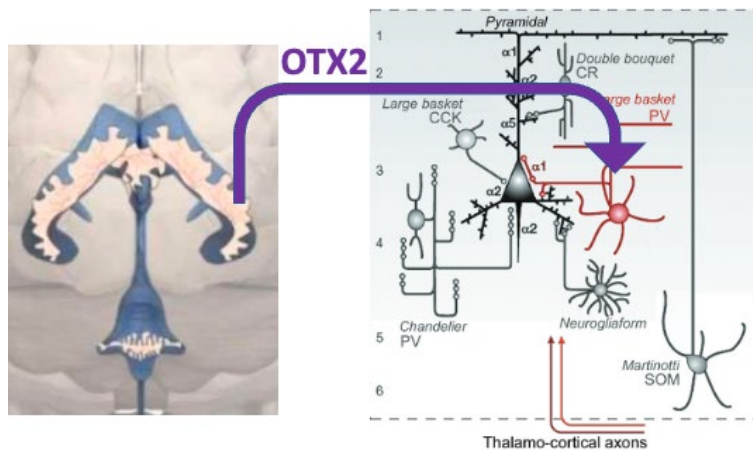 OTX2
1
2
3
4
5
6
Pyramidal
α1
α2
α5
Double bouquet
CR
Large basket
CCK
arge basket
PV
α1
α2
α2
Chandelier
PV
Neurogliaform
Martinotti
SOM
Thalamo-cortical axons